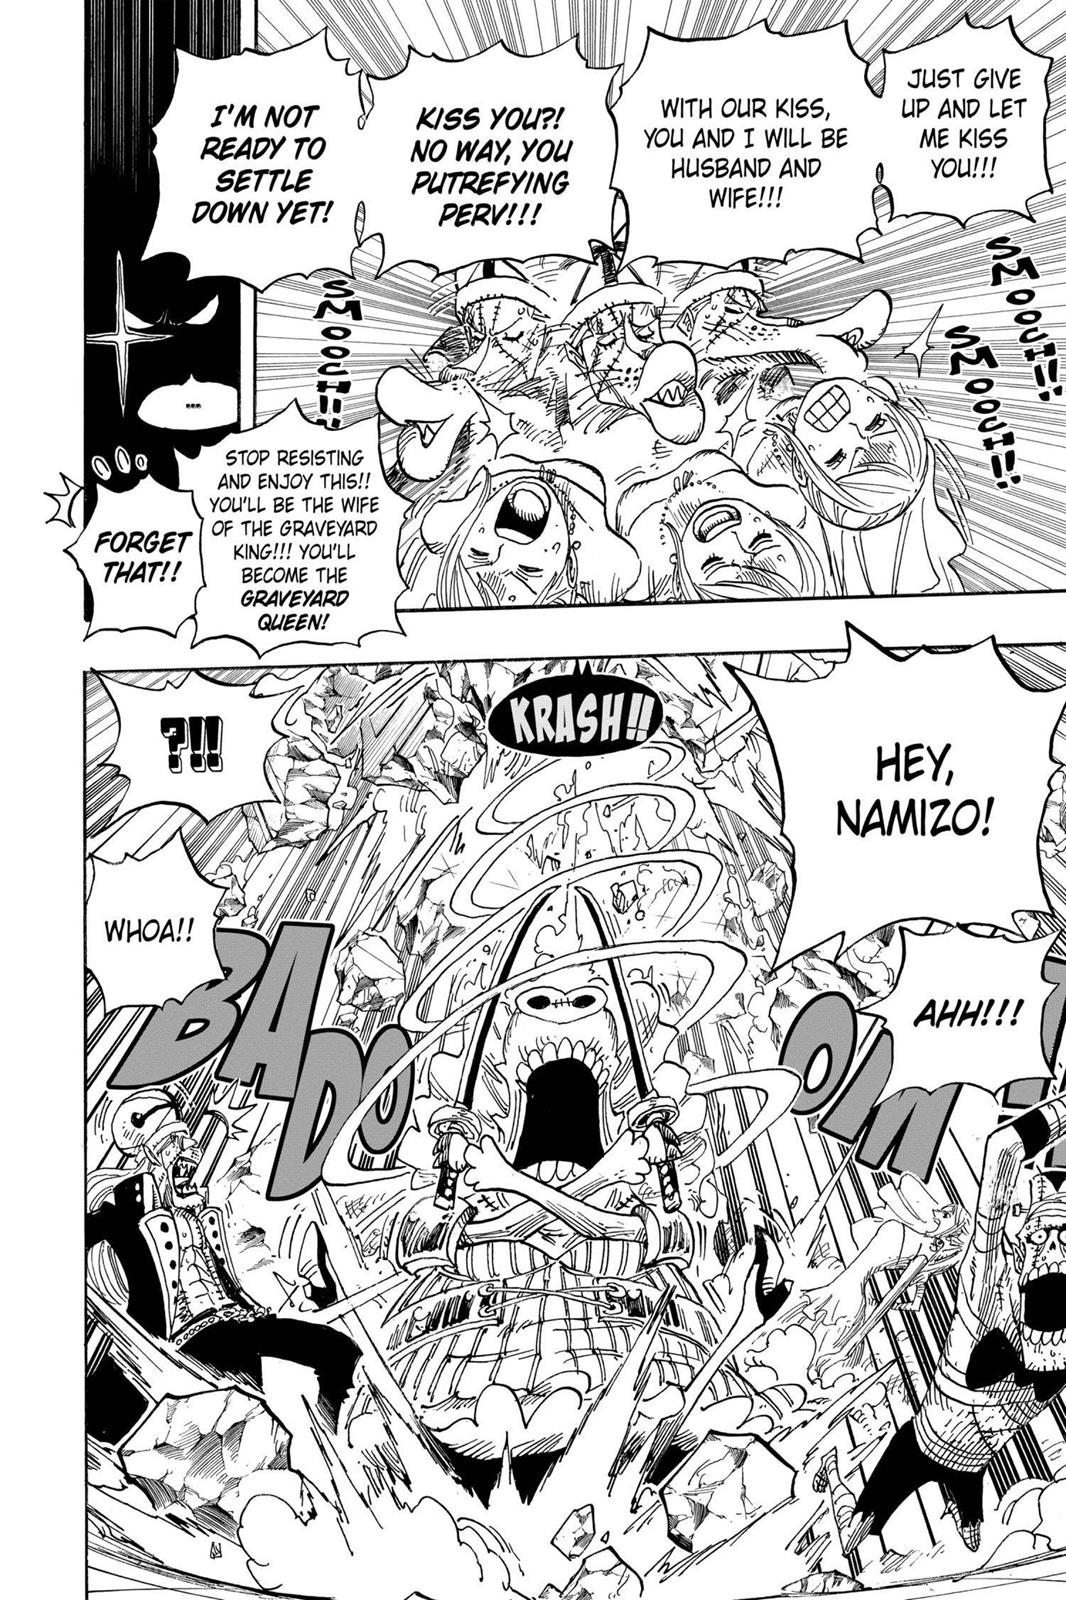 JUST GIVE
UP AND LET
ME KISS
YOU!!!
WITH OUR KISS,
YOU AND I WILL BE
HUSBAND AND
WIFE!!!
KISS YOU?!
NO WAY, YOU
PUTREFYING
PERV!!!
I'M NOT
READY TO
SETTLE
DOWN YET!
SMOOCH!!
SMOOCH!!
SMOOCH!!
......
STOP RESISTING
AND ENJOY THIS!!
YOU'LL BE THE WIFE
OF THE GRAVEYARD
KING!!! YOU'LL
BECOME THE
GRAVEYARD
QUEEN!
FORGET
THAT!!
KRASH!!
HEY,
NAMIZO!
?!!!
WHOA!!
AHH!!!
BADOOM